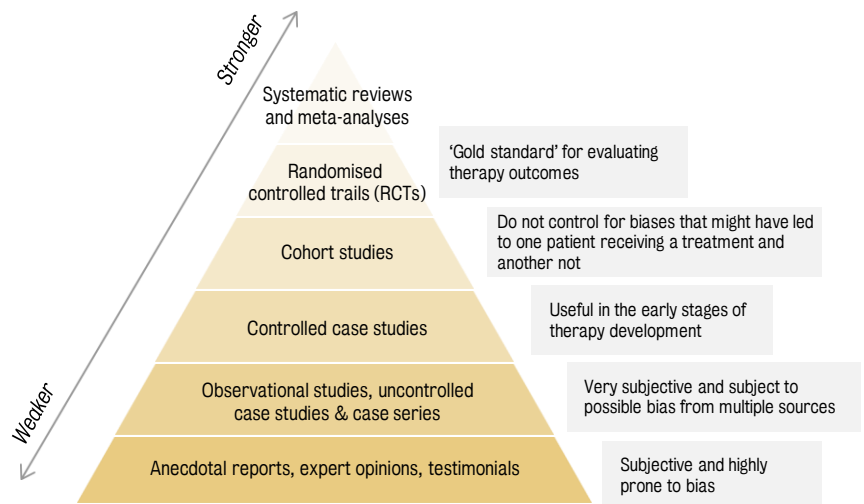 Stronger
Weaker
Systematic reviews
and meta-analyses
Randomised
controlled trails (RCTs)
'Gold standard' for evaluating
therapy outcomes
Cohort studies
Do not control for biases that might have led
to one patient receiving a treatment and
another not
Controlled case studies
Useful in the early stages of
therapy development
Observational studies, uncontrolled
case studies & case series
Very subjective and subject to
possible bias from multiple sources
Anecdotal reports, expert opinions, testimonials
Subjective and highly
prone to bias